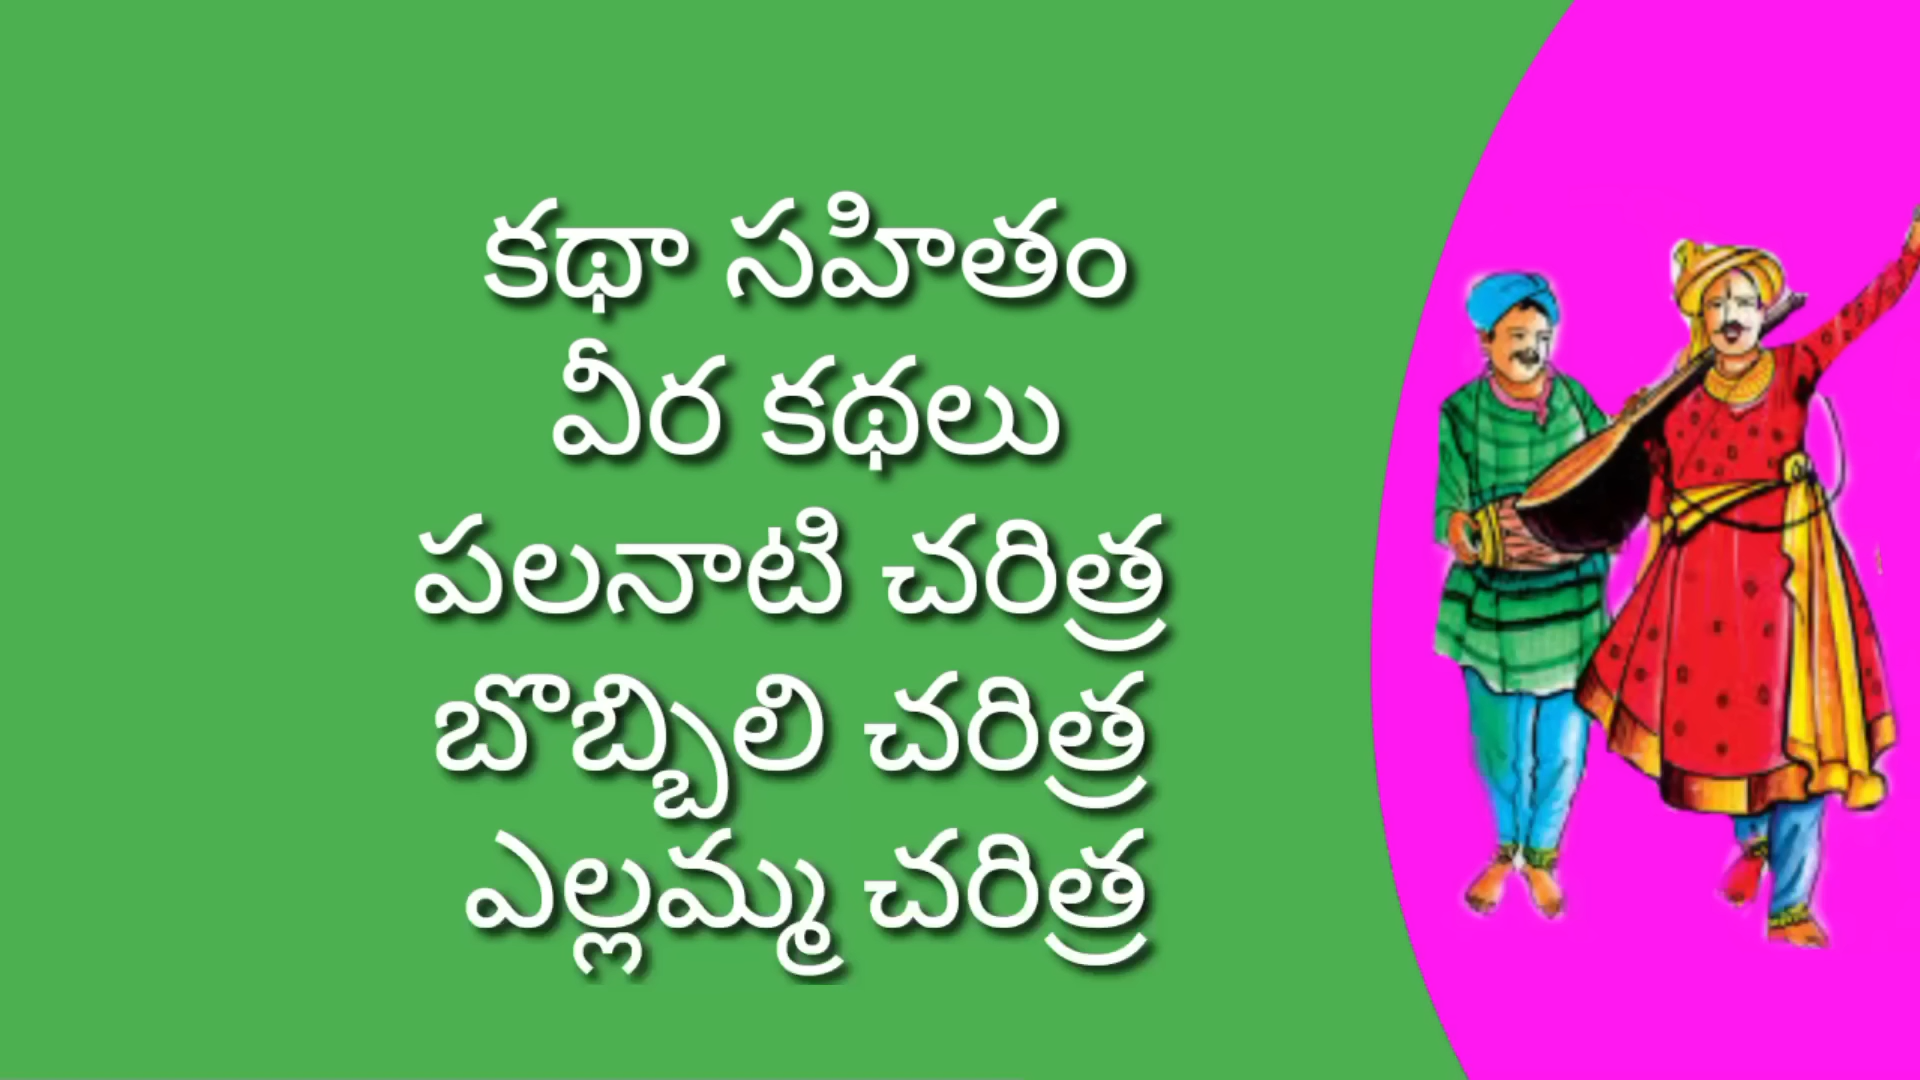 కథా సహితం
వీర కథలు
పలనాటి చరిత్ర
బొబ్బిలి చరిత్ర
ఎల్లమ్మ చరిత్ర